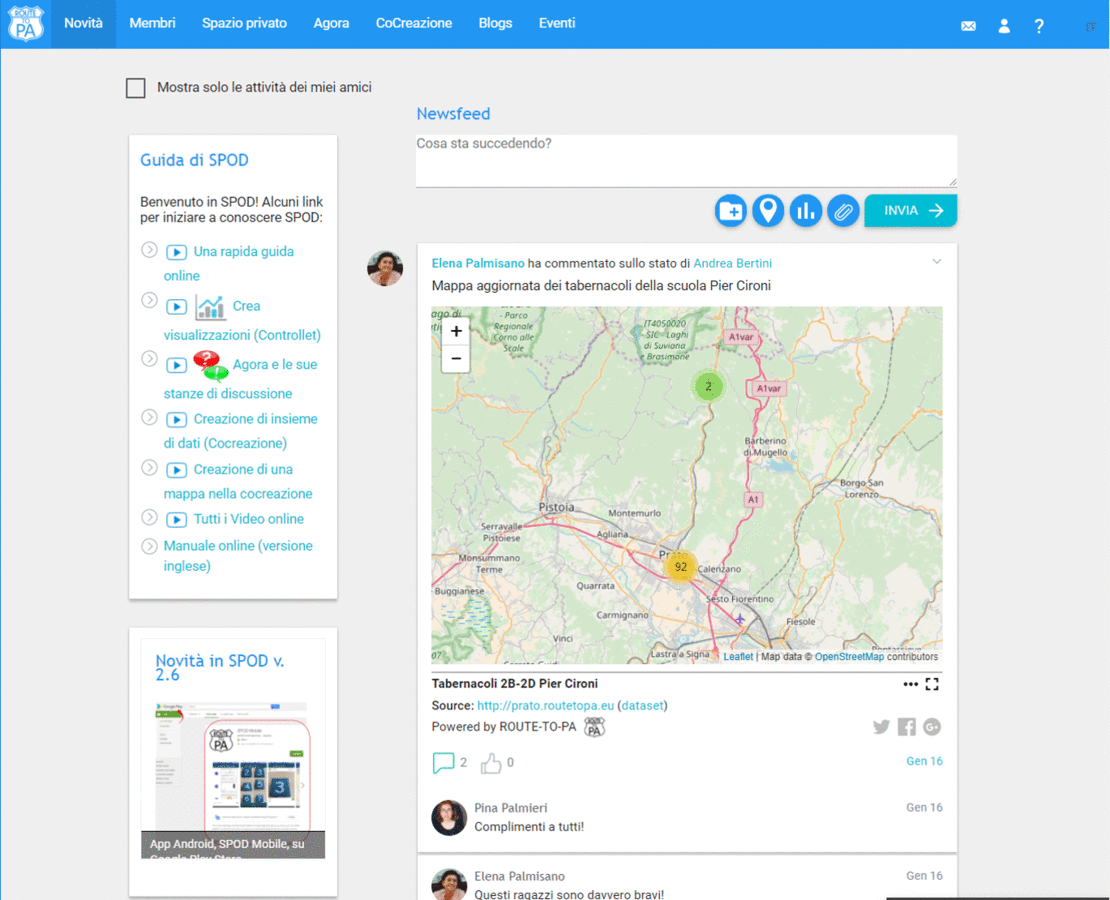 ROUTE
TO
PA
Novità
Membri
Spazio privato
Agora
CoCreazione
Blogs
Eventi
?
Mostra solo le attività dei miei amici
Newsfeed
Cosa sta succedendo?
INVIA
Guida di SPOD
Benvenuto in SPOD! Alcuni link
per iniziare a conoscere SPOD:
Una rapida guida
online
Crea
visualizzazioni (Controllet)
Agora e le sue
stanze di discussione
Creazione di insieme
di dati (Cocreazione)
Creazione di una
mappa nella cocreazione
Tutti i Video online
Manuale online (versione
inglese)
Novità in SPOD v.
2.6
PA
3
App Android, SPOD Mobile, su
Google Play Store
Elena Palmisano ha commentato sullo stato di Andrea Bertini
Mappa aggiornata dei tabernacoli della scuola Pier Cironi
+
−
Parco
Regionale
Corno alle
Scale
IT4050020
SIC - Laghi
di Suviana
e Brasimone
A1var
2
A1var
Barberino
di Mugello
Borgo San
Lorenzo
A1
Pistoia
Montemurlo
Serravalle
Pistoiese
Agliana
Prato
92
Calenzano
Monsummano
Terme
Quarrata
Sesto Fiorentino
Buggianese
Carmignano
Fiesole
Vinci
Lastra a Signa
Leaflet | Map data © OpenStreetMap contributors
Tabernacoli 2B-2D Pier Cironi
Source: http://prato.routetopa.eu (dataset)
Powered by ROUTE-TO-PA
PA
2
0
Gen 16
Pina Palmieri
Gen 16
Complimenti a tutti!
Elena Palmisano
Gen 16
Questi ragazzi sono davvero bravi!